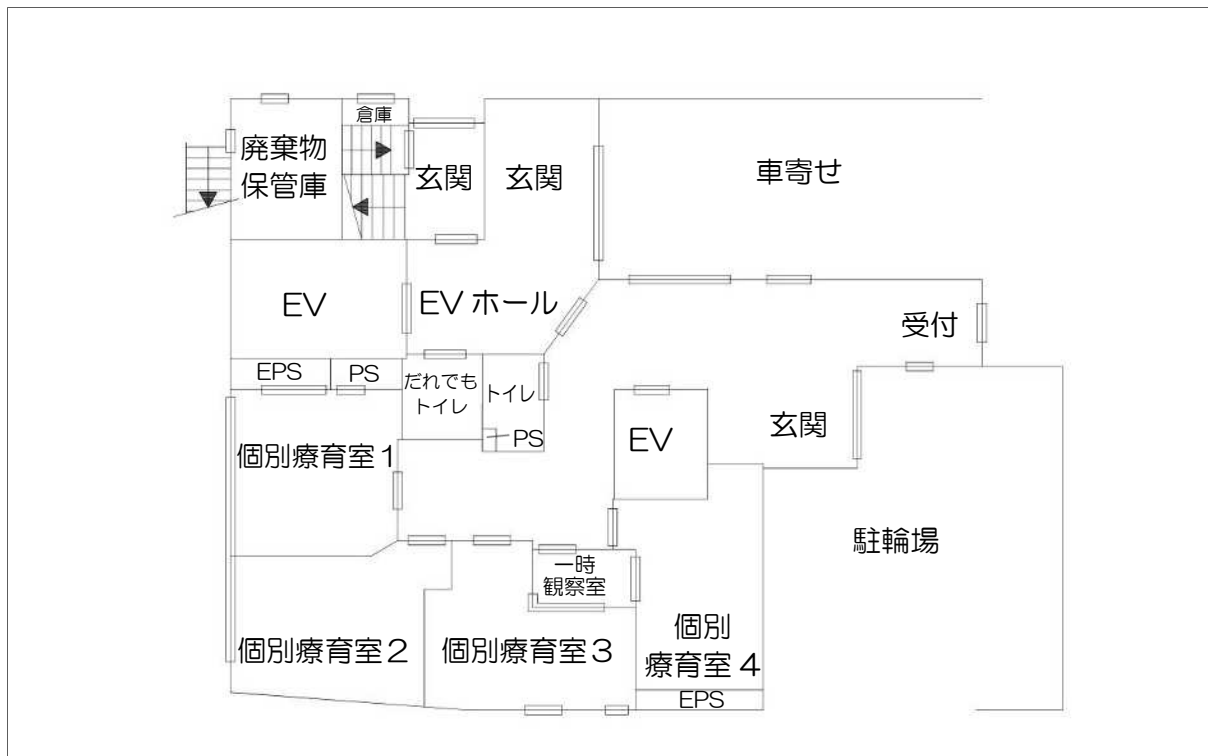 倉庫
廃棄物
保管庫
玄関
玄関
車寄せ
EV
EVホール
受付
EPS
PS
だれでも
トイレ
トイレ
PS
EV
玄関
個別療育室1
駐輪場
一時
観察室
個別療育室2
個別療育室3
個別
療育室4
EPS